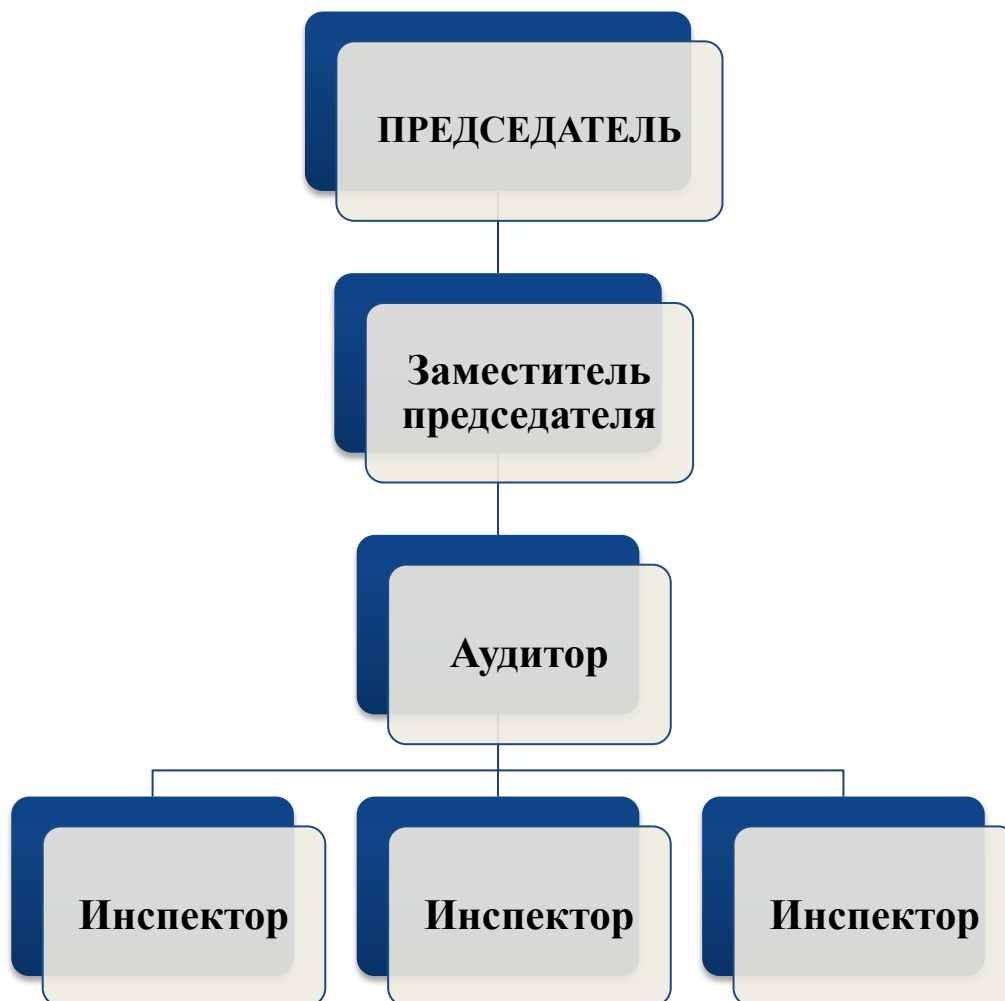 ПРЕДСЕДАТЕЛЬ
Заместитель
председателя
Аудитор
Инспектор
Инспектор
Инспектор